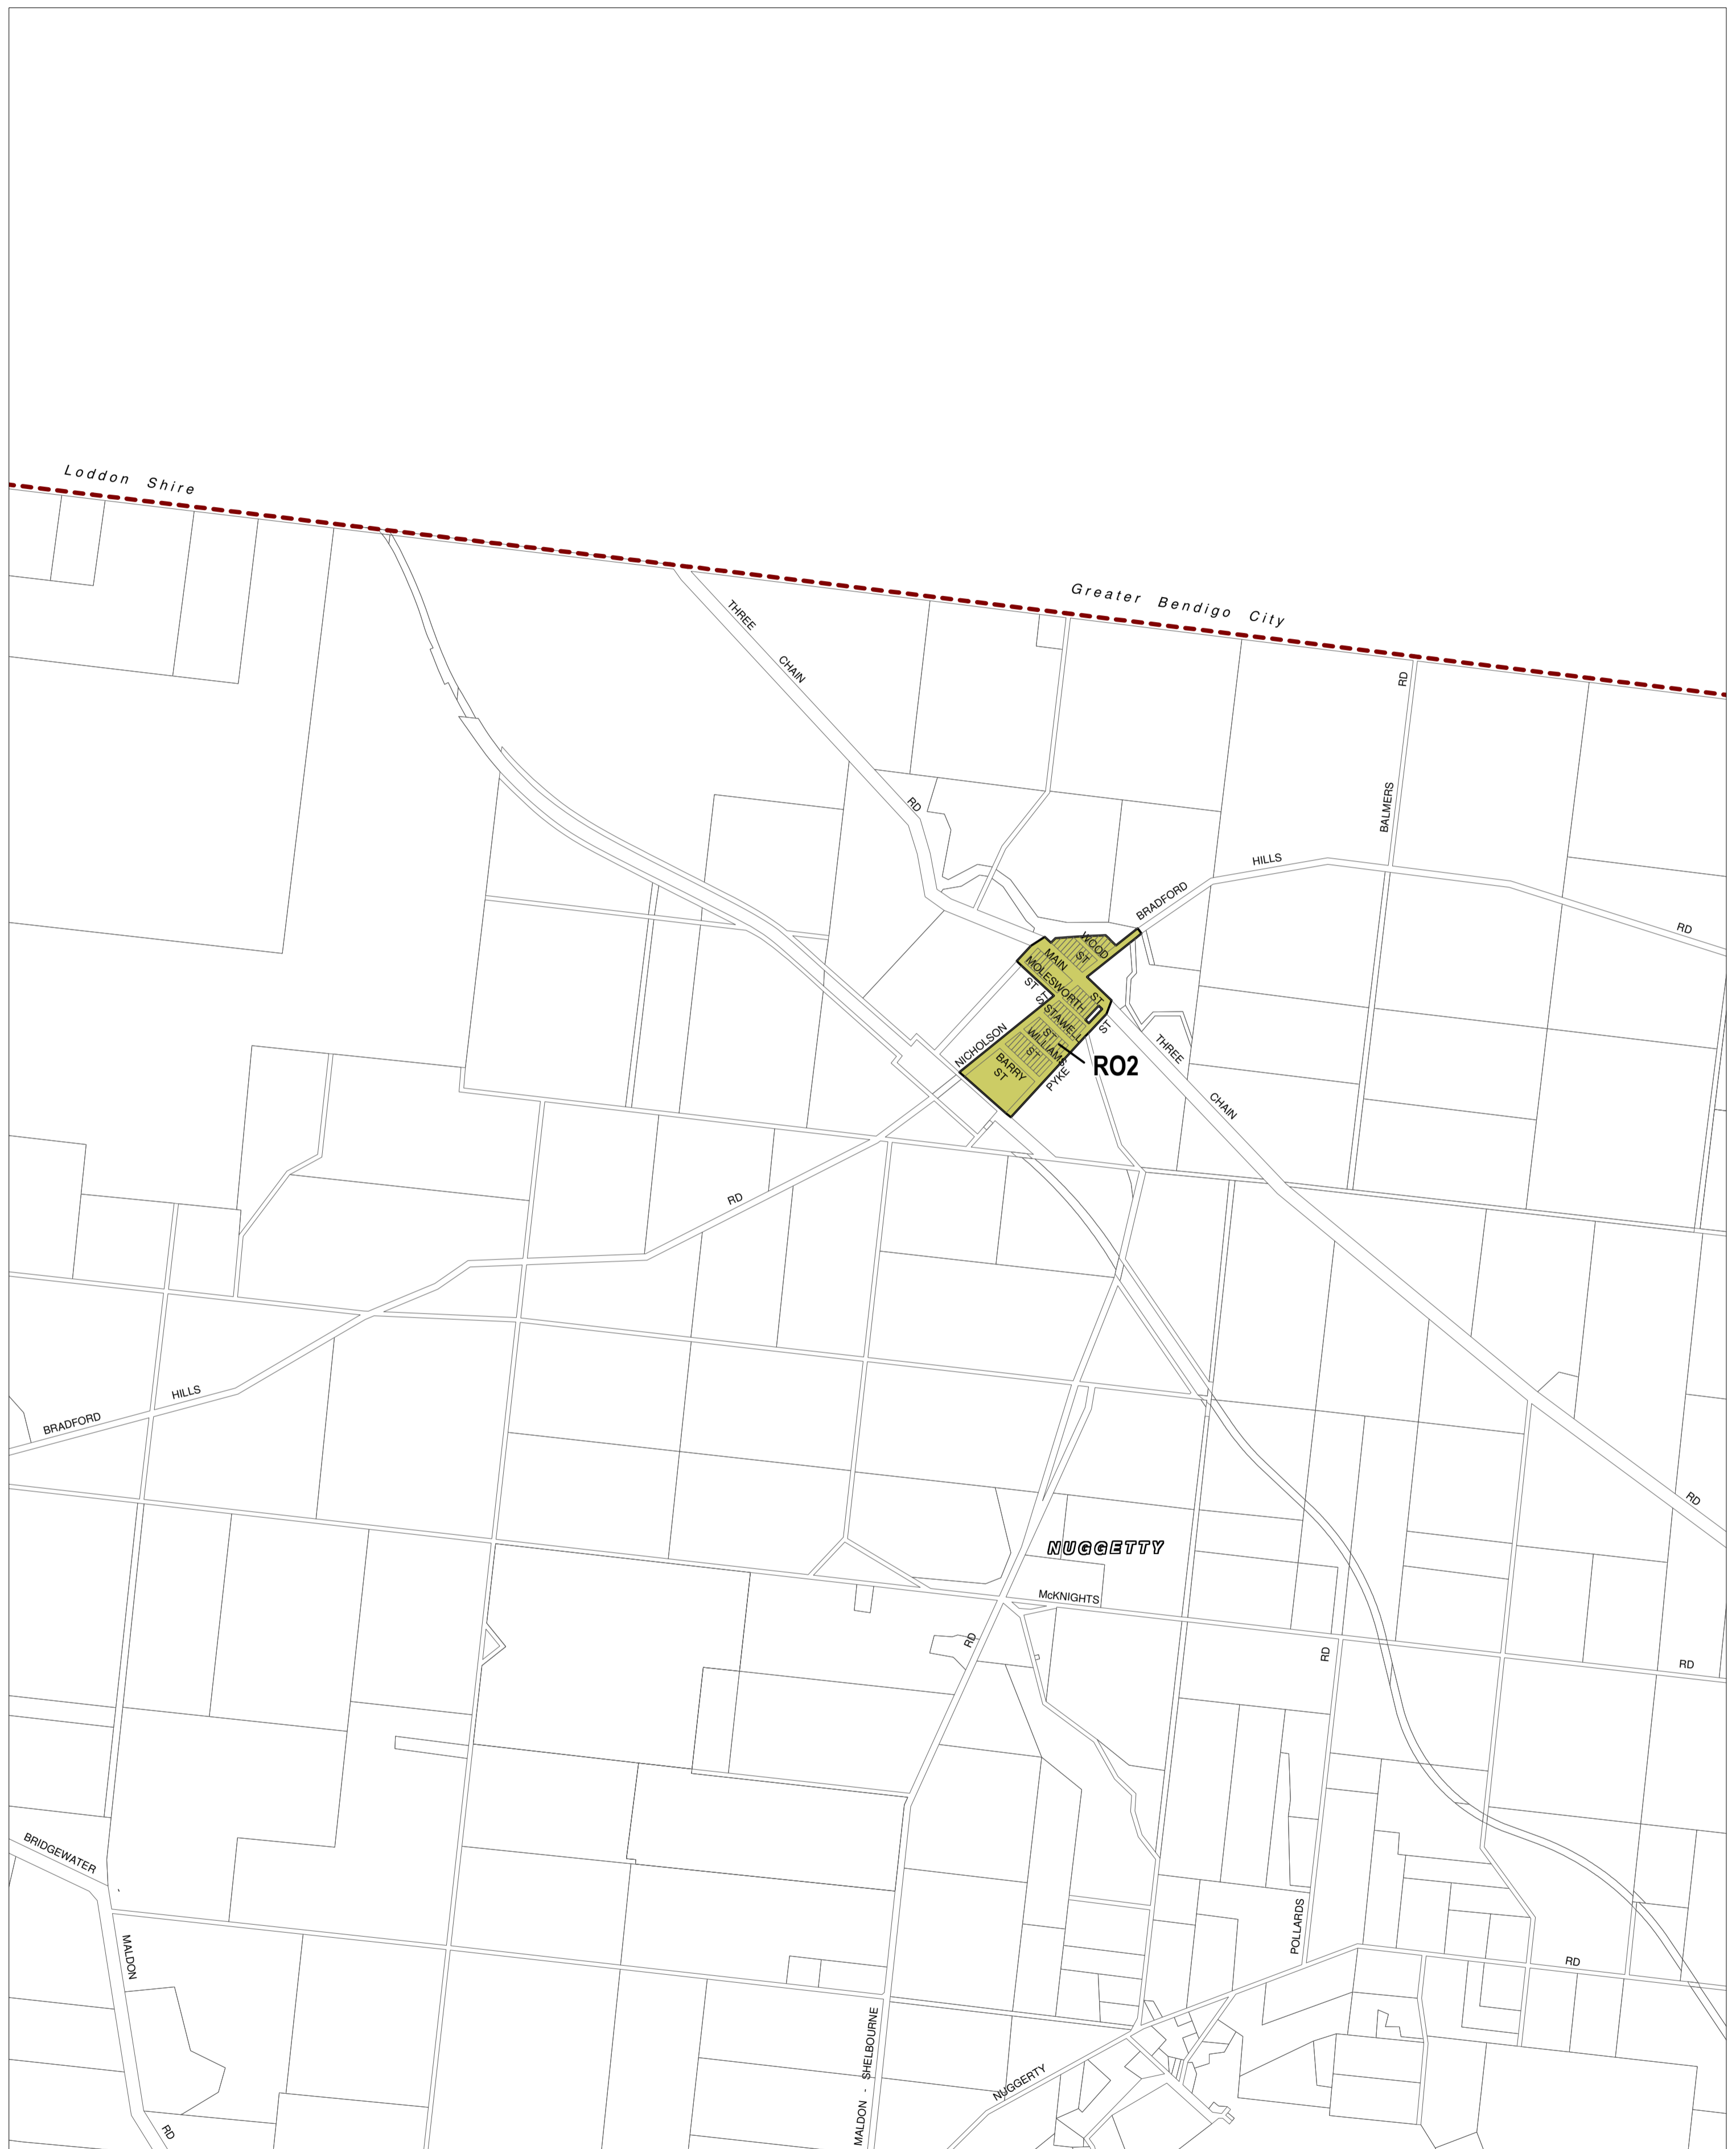 Loddon Shire
Greater Bendigo City
THREE
CHAIN
RD
RD
BALMERS
HILLS
BRADFORD
RD
WOOD
ST
MAIN
ST
MOLESWORTH
ST
ST
STAWELL
ST
ST
WILLIAMS
ST
NICHOLSON
BARRY
ST
PYKE
RO2
THREE
CHAIN
RD
RD
HILLS
BRADFORD
NUGGETTY
McKNIGHTS
RD
RD
RD
BRIDGEWATER
MALDON
RD
POLLARDS
RD
MALDON - SHELBOURNE
NUGGERTY